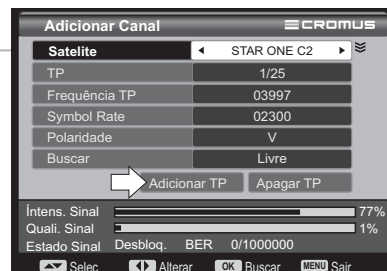 Adicionar Canal CROMUS
Satelite STAR ONE C2
TP 1/25
Frequência TP 03997
Symbol Rate 02300
Polaridade V
Buscar Livre
Adicionar TP Apagar TP
Íntens. Sinal 77%
Quali. Sinal 1%
Estado Sinal Desbloq. BER 0/1000000
Selec Alterar OK Buscar MENU Sair